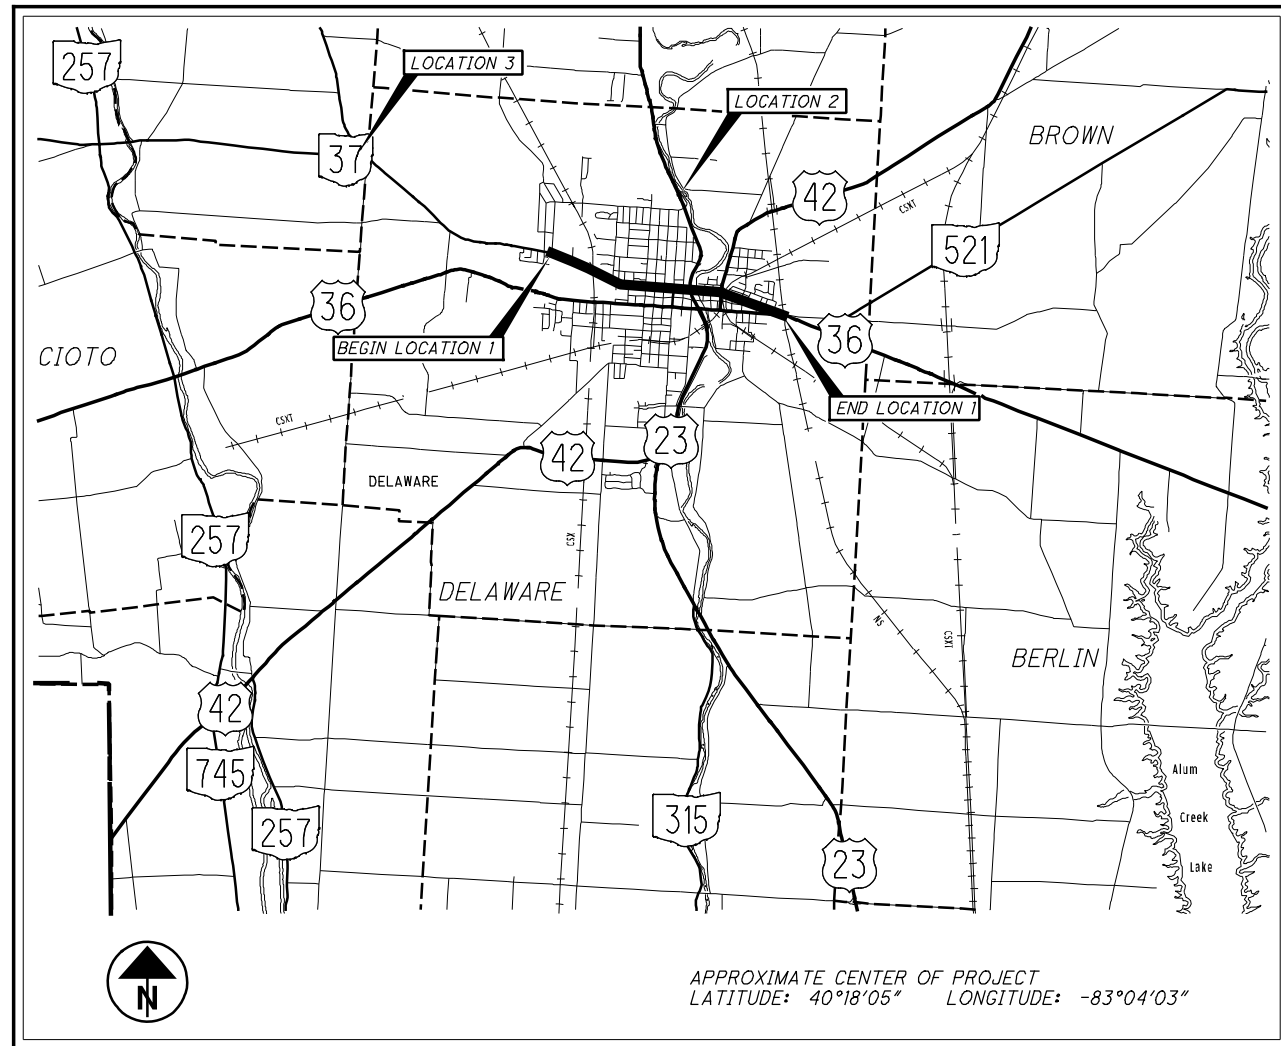 257
LOCATION 3
LOCATION 2
BROWN
37
42
CSXT
521
36
CIOTO
BEGIN LOCATION 1
36
END LOCATION 1
CSXT
23
42
DELAWARE
257
CSX
DELAWARE
NS
CSXT
BERLIN
42
745
Alum
Creek
Lake
257
315
23
N
APPROXIMATE CENTER OF PROJECT
LATITUDE: 40°18'05" LONGITUDE: -83°04'03"